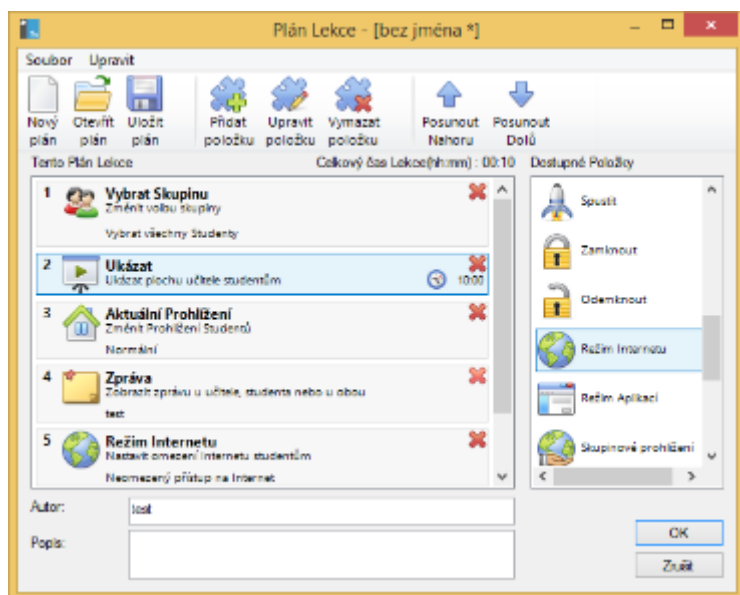 Plán Lekce - [bez jména *]
Soubor Upravit
Nový plán
Otevřít plán
Uložit plán
Přidat položku
Upravit položku
Vymazat položku
Posunout Nahoru
Posunout Dolů
Tento Plán Lekce
Celkový čas Lekce(hh:mm) : 00:10
Dostupné Položky
1 Vybrat Skupinu
Změnit volbu skupiny
Vybrat všechny Studenty
2 Ukázat
Ukázat plochu učitele studentům
10:00
3 Aktuální Prohlížení
Změnit Prohlížení Studentů
Normální
4 Zpráva
Zobrazit zprávu u učitele, studenta nebo u obou
test
5 Režim Internetu
Nastavit omezení Internetu studentům
Neomezený přístup na Internet
Spustit
Zamknout
Odemknout
Režim Internetu
Režim Aplikací
Skupinové prohlížení
Autor: test
Popis:
OK
Zrušit